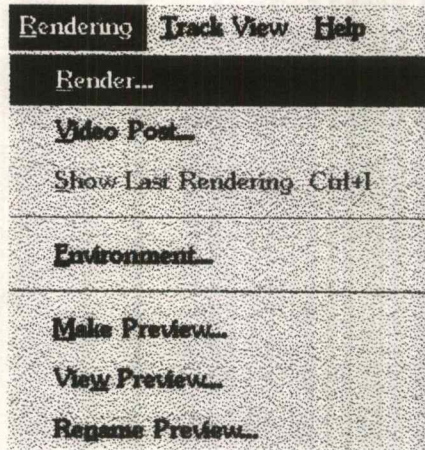 Rendering Track View Help
Render...
Video Post...
Show Last Rendering Ctrl+I
Environment...
Make Preview...
View Preview...
Rename Preview...